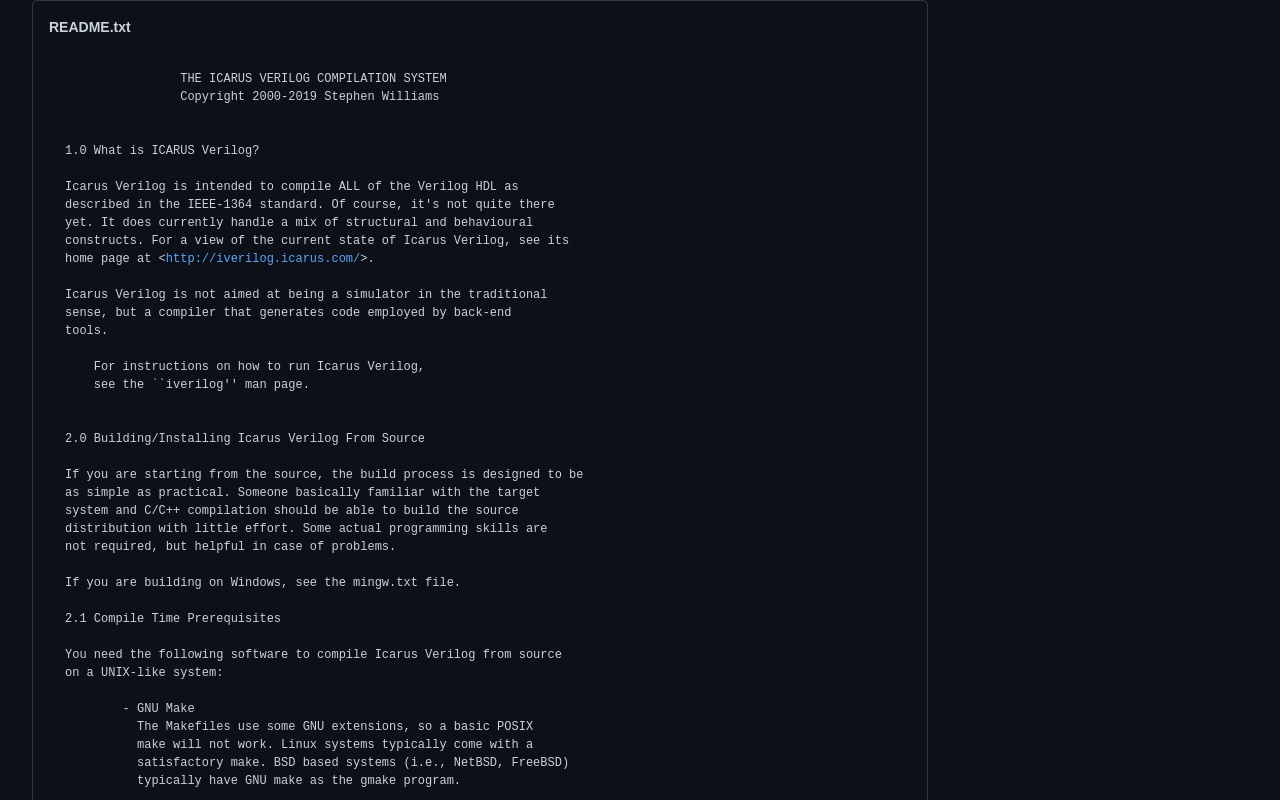 README.txt
THE ICARUS VERILOG COMPILATION SYSTEM
Copyright 2000-2019 Stephen Williams
1.0 What is ICARUS Verilog?
Icarus Verilog is intended to compile ALL of the Verilog HDL as
described in the IEEE-1364 standard. Of course, it's not quite there
yet. It does currently handle a mix of structural and behavioural
constructs. For a view of the current state of Icarus Verilog, see its
home page at <http://iverilog.icarus.com/>.
Icarus Verilog is not aimed at being a simulator in the traditional
sense, but a compiler that generates code employed by back-end
tools.
For instructions on how to run Icarus Verilog,
see the ``iverilog'' man page.
2.0 Building/Installing Icarus Verilog From Source
If you are starting from the source, the build process is designed to be
as simple as practical. Someone basically familiar with the target
system and C/C++ compilation should be able to build the source
distribution with little effort. Some actual programming skills are
not required, but helpful in case of problems.
If you are building on Windows, see the mingw.txt file.
2.1 Compile Time Prerequisites
You need the following software to compile Icarus Verilog from source
on a UNIX-like system:
- GNU Make
The Makefiles use some GNU extensions, so a basic POSIX
make will not work. Linux systems typically come with a
satisfactory make. BSD based systems (i.e., NetBSD, FreeBSD)
typically have GNU make as the gmake program.